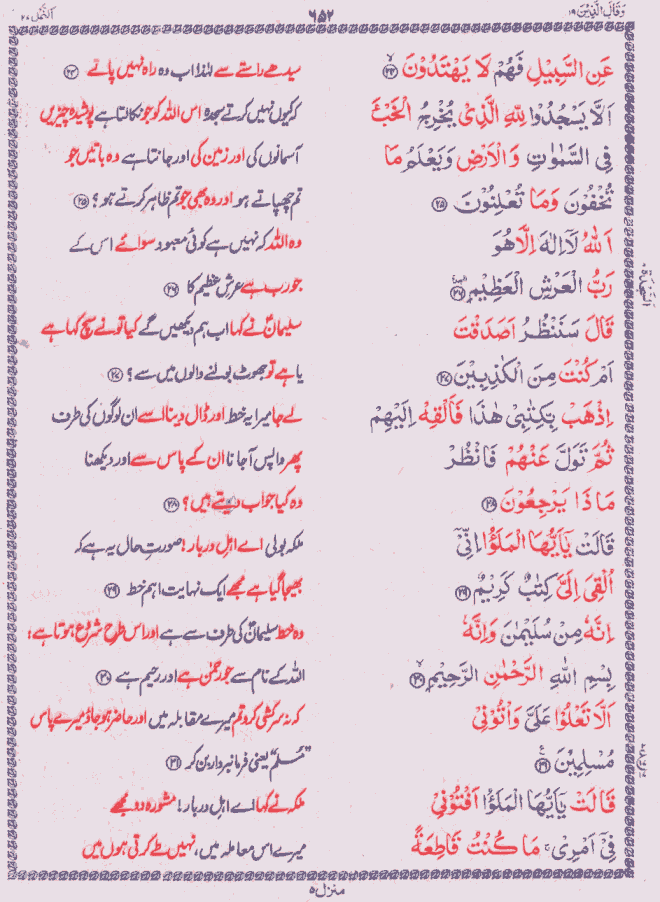 وَقَالَ الَّذِيْنَ ١٩
٦٥٢
اَلنَّمْل ٢٧
عَنِ السَّبِيْلِ فَهُمْ لَا يَهْتَدُوْنَ ﴿٢٤﴾
سیدھے راستے سے لہٰذا اب وہ راہ نہیں پاتے ﴿٢٤﴾
اَلَّا يَسْجُدُوْا لِلّٰهِ الَّذِيْ يُخْرِجُ الْخَبْءَ
کہ کیوں نہیں کرتے سجدہ اس اللہ کو جو نکالتا ہے پوشیدہ چیزیں
فِي السَّمٰوٰتِ وَالْاَرْضِ وَيَعْلَمُ مَا
آسمانوں کی اور زمین کی اور جانتا ہے وہ باتیں جو
تُخْفُوْنَ وَمَا تُعْلِنُوْنَ ﴿٢٥﴾
تم چھپاتے ہو اور وہ بھی جو تم ظاہر کرتے ہو؟ ﴿٢٥﴾
اَللّٰهُ لَاۤ اِلٰهَ اِلَّا هُوَ
وہ اللہ کہ نہیں ہے کوئی معبود سوائے اس کے
رَبُّ الْعَرْشِ الْعَظِيْمِ ﴿٢٦﴾
جو رب ہے عرشِ عظیم کا ﴿٢٦﴾
قَالَ سَنَنْظُرُ اَصَدَقْتَ
سلیمانؑ نے کہا اب ہم دیکھیں گے کیا تو نے سچ کہا ہے
اَمْ كُنْتَ مِنَ الْكٰذِبِيْنَ ﴿٢٧﴾
یا ہے تو جھوٹ بولنے والوں میں سے؟ ﴿٢٧﴾
اِذْهَبْ بِّكِتٰبِيْ هٰذَا فَاَلْقِهْ اِلَيْهِمْ
لے جا میرا یہ خط اور ڈال دینا اسے ان لوگوں کی طرف
ثُمَّ تَوَلَّ عَنْهُمْ فَانْظُرْ
پھر واپس آجانا ان کے پاس سے اور دیکھنا
مَاذَا يَرْجِعُوْنَ ﴿٢٨﴾
وہ کیا جواب دیتے ہیں؟ ﴿٢٨﴾
قَالَتْ يٰۤاَيُّهَا الْمَلَؤُا اِنِّيْۤ
ملکہ بولی اے اہلِ دربار! صورتِ حال یہ ہے کہ
اُلْقِيَ اِلَيَّ كِتٰبٌ كَرِيْمٌ ﴿٢٩﴾
بھیجا گیا ہے مجھے ایک نہایت اہم خط ﴿٢٩﴾
اِنَّهٗ مِنْ سُلَيْمٰنَ وَاِنَّهٗ
وہ خط سلیمانؑ کی طرف سے ہے اور اس طرح شروع ہوتا ہے:
بِسْمِ اللّٰهِ الرَّحْمٰنِ الرَّحِيْمِ ﴿٣٠﴾
اللہ کے نام سے جو رحمٰن ہے اور رحیم ہے ﴿٣٠﴾
اَلَّا تَعْلُوْا عَلَيَّ وَاْتُوْنِيْ
کہ نہ سرکشی کرو تم میرے مقابلہ میں اور حاضر ہو جاؤ میرے پاس
مُسْلِمِيْنَ ﴿٣١﴾
”مسلم“ یعنی فرمانبردار بن کر ﴿٣١﴾
قَالَتْ يٰۤاَيُّهَا الْمَلَؤُا اَفْتُوْنِيْ
ملکہ نے کہا اے اہلِ دربار! مشورہ دو مجھے
فِيْۤ اَمْرِيْ ۚ مَا كُنْتُ قَاطِعَةً
میرے اس معاملہ میں، نہیں طے کرتی ہوں میں
منزل ٥